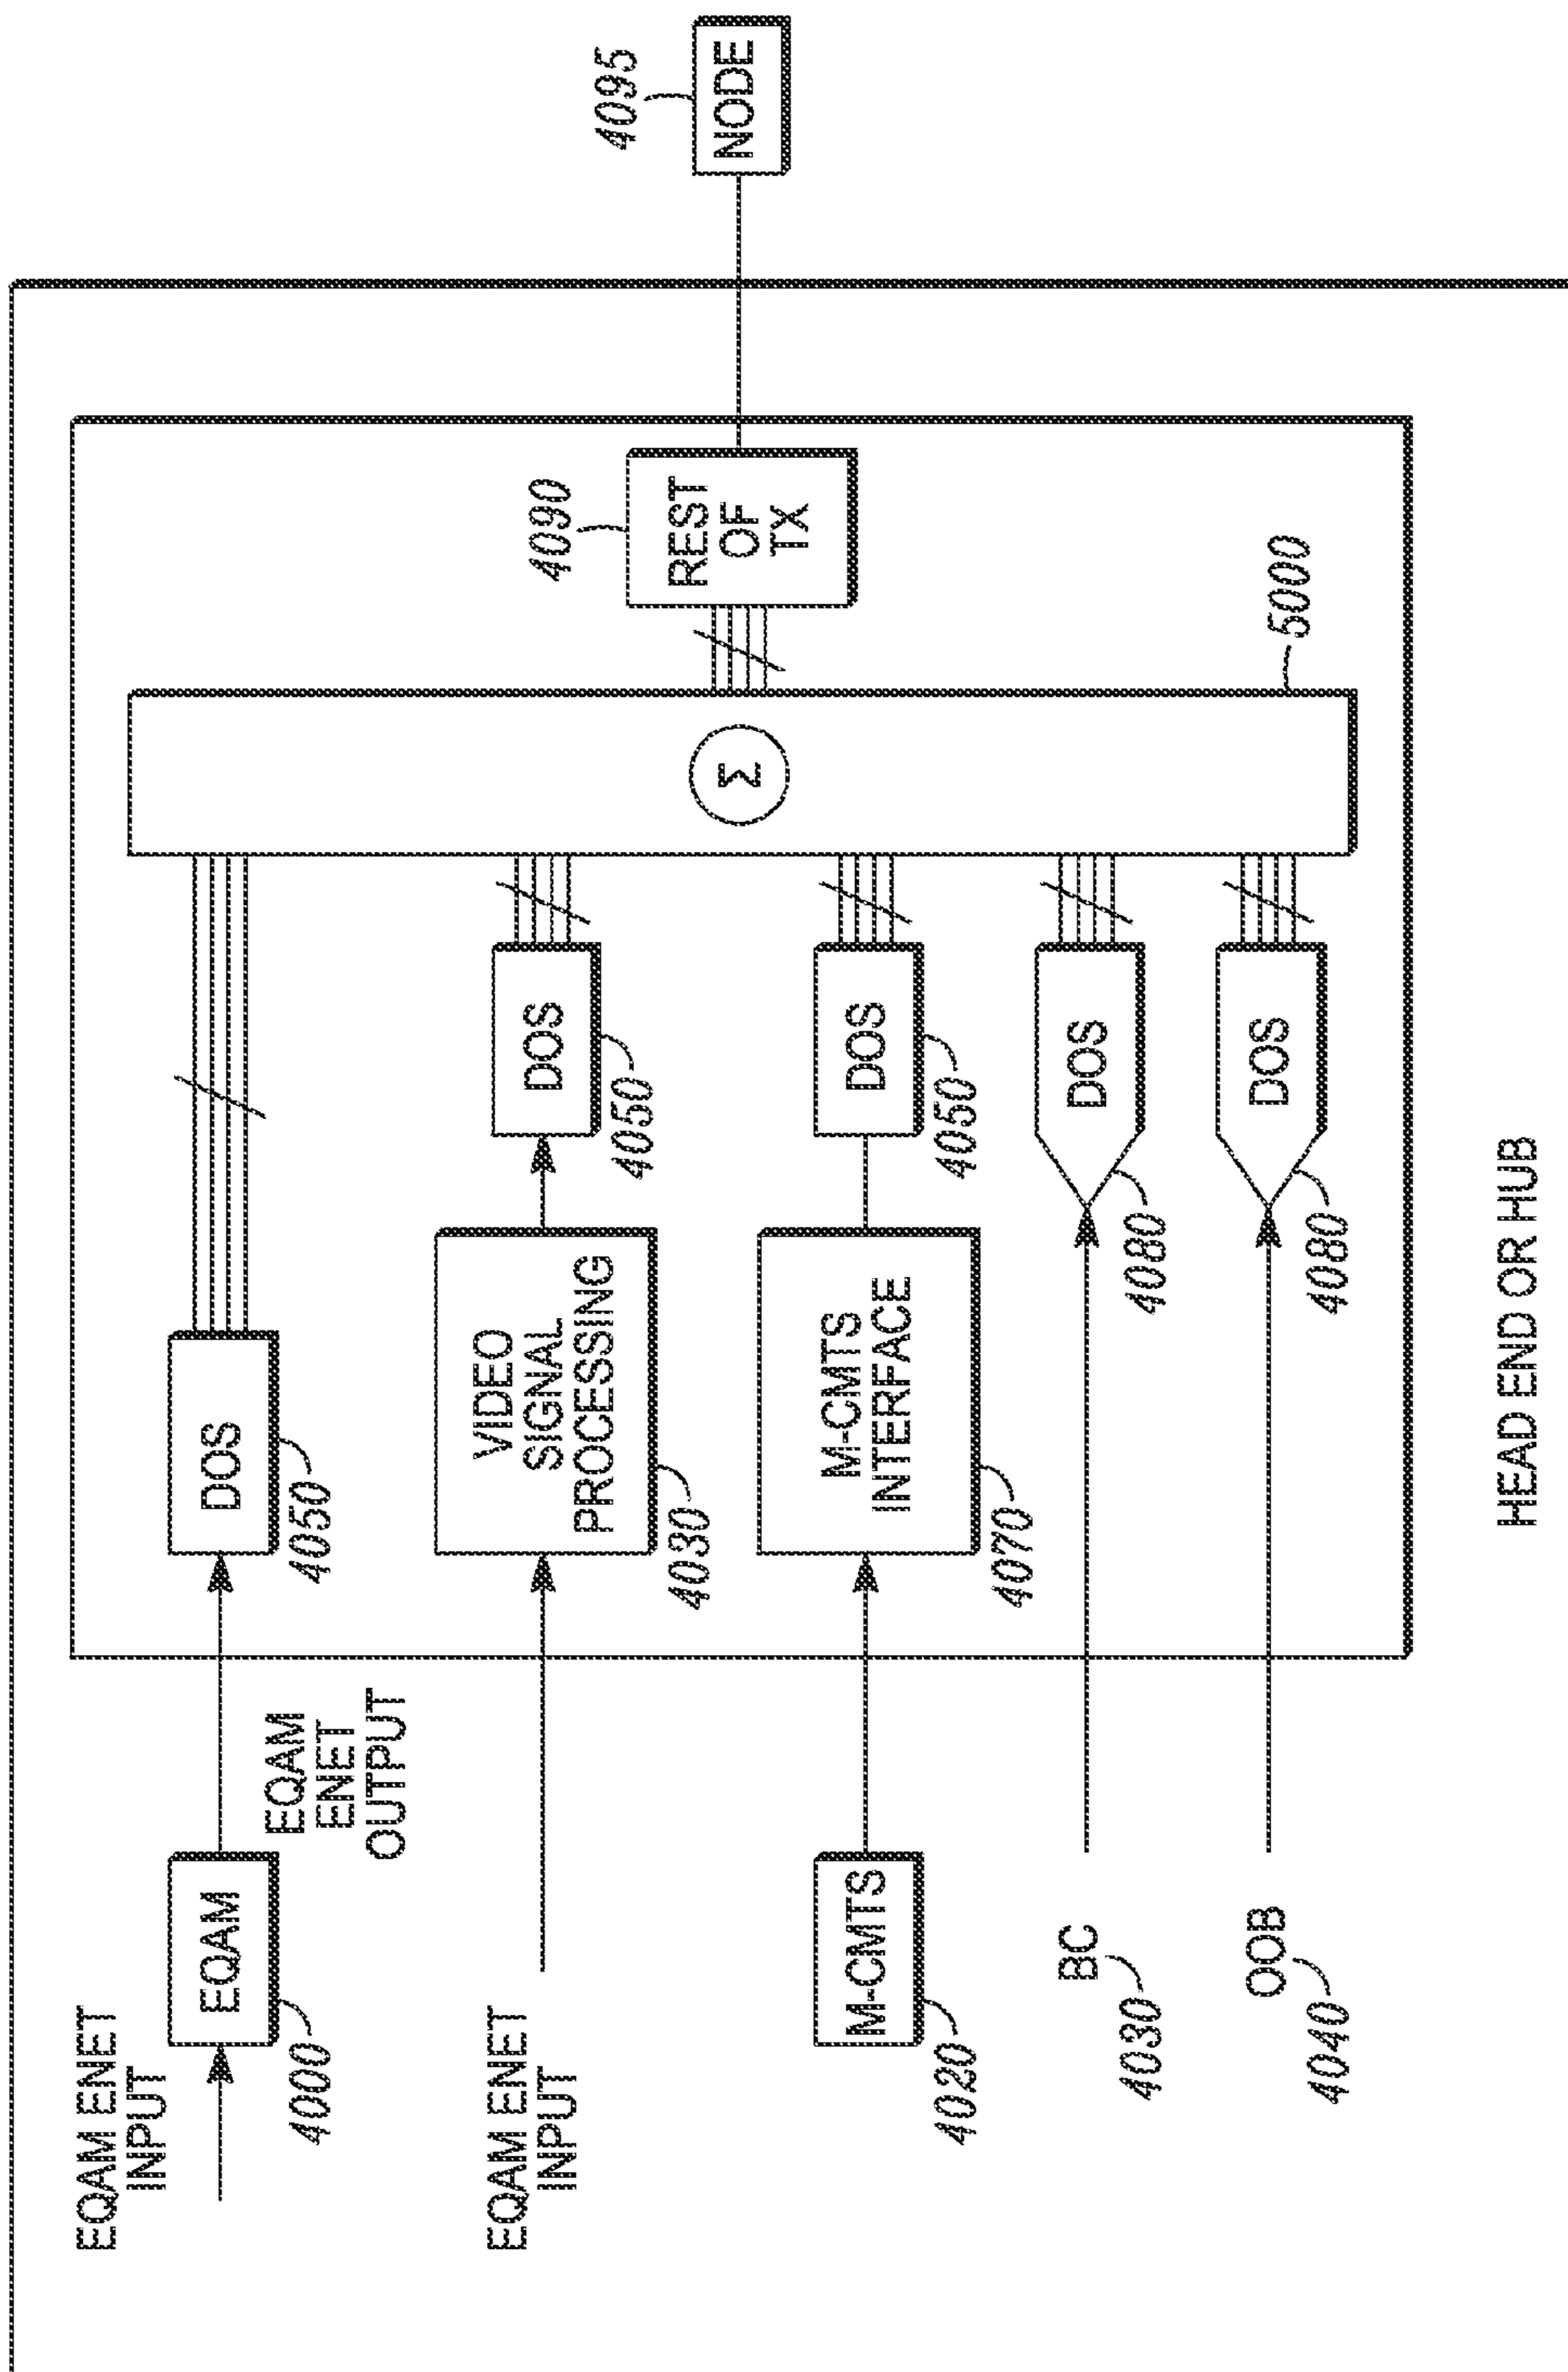 EQAM ENET
INPUT
EQAM
4000
EQAM
ENET
OUTPUT
DOS
4050
EQAM ENET
INPUT
VIDEO
SIGNAL
PROCESSING
4030
DOS
4050
M-CMTS
4020
M-CMTS
INTERFACE
4070
DOS
4050
BC
4030
DOS
4080
OOB
4040
DOS
4080
Σ
5000
REST
OF
TX
4090
NODE
4095
HEAD END OR HUB